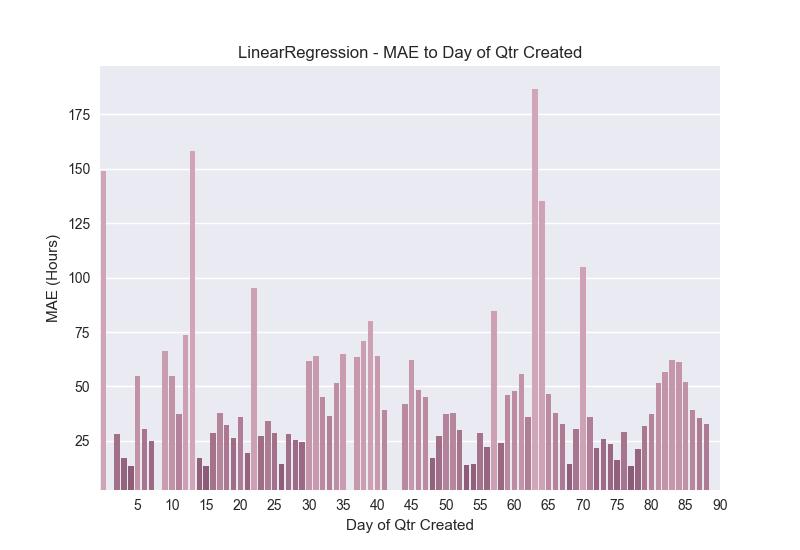 LinearRegression - MAE to Day of Qtr Created
175
150
125
100
75
50
25
MAE (Hours)
5 10 15 20 25 30 35 40 45 50 55 60 65 70 75 80 85 90
Day of Qtr Created